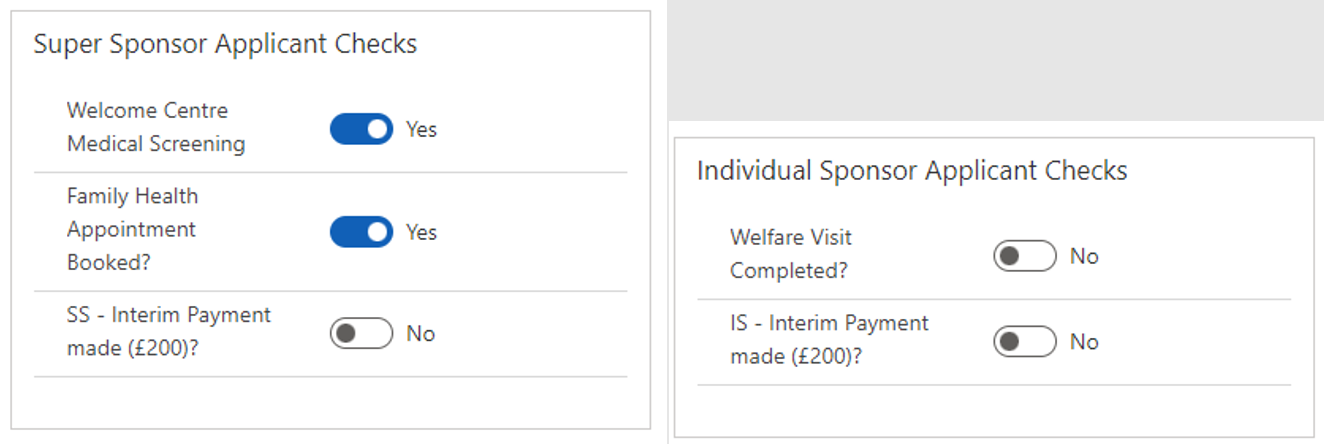 Super Sponsor Applicant Checks
Welcome Centre
Medical Screening
Yes
Family Health
Appointment
Booked?
Yes
SS - Interim Payment
made (£200)?
No
Individual Sponsor Applicant Checks
Welfare Visit
Completed?
No
IS - Interim Payment
made (£200)?
No